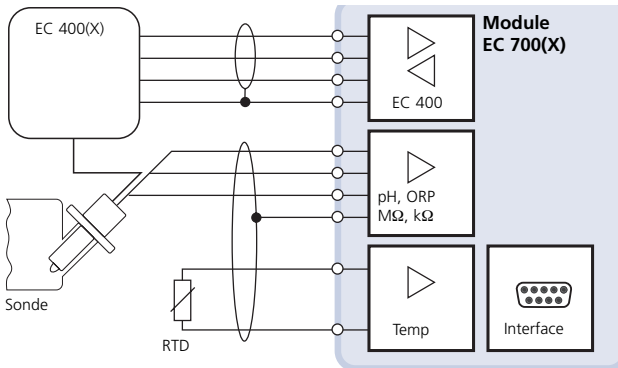 EC 400(X)
Module
EC 700(X)
EC 400
pH, ORP
MΩ, kΩ
Sonde
RTD
Temp
Interface